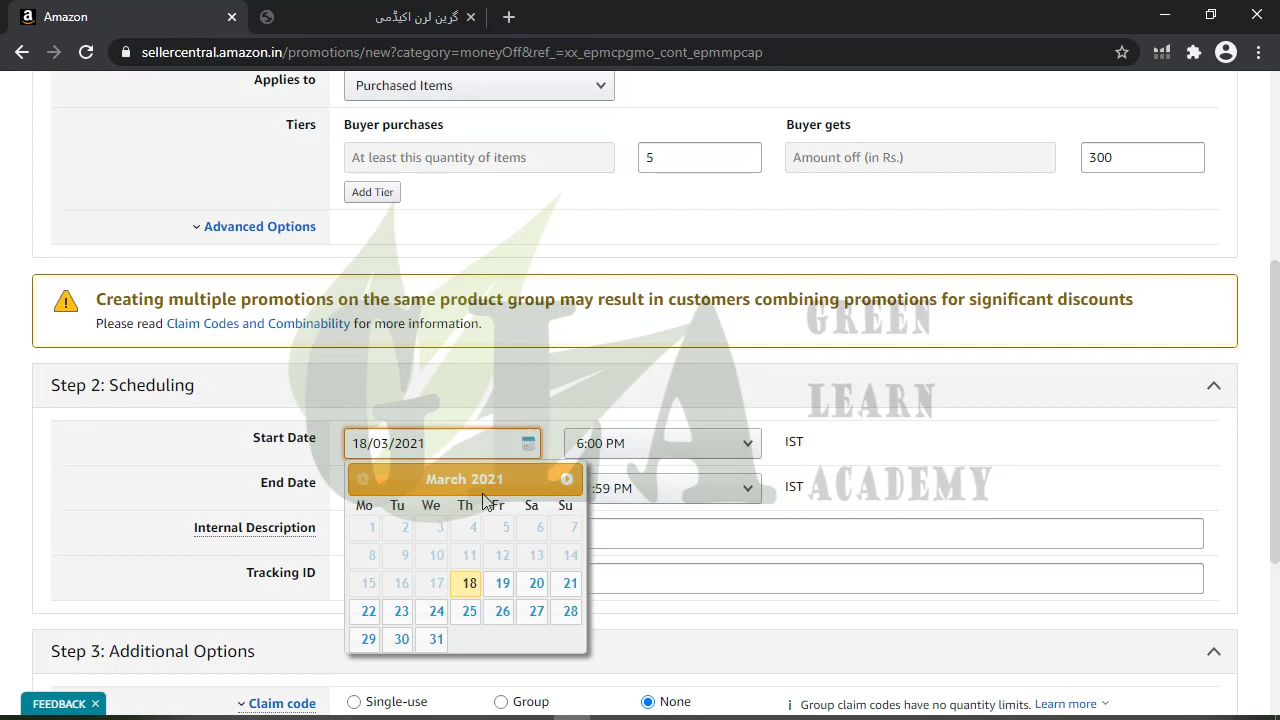 Amazon
گرین لرن اکیڈمی
sellercentral.amazon.in/promotions/new?category=moneyOff&ref_=xx_epmcpgmo_cont_epmmpcap
Applies to
Purchased Items
Tiers
Buyer purchases
Buyer gets
At least this quantity of items
5
Amount off (in Rs.)
300
Add Tier
Advanced Options
Creating multiple promotions on the same product group may result in customers combining promotions for significant discounts
Please read Claim Codes and Combinability for more information.
GLA
GREEN
LEARN
ACADEMY
Step 2: Scheduling
Start Date
18/03/2021
6:00 PM
IST
End Date
:59 PM
IST
March 2021
Mo Tu We Th Fr Sa Su
1 2 3 4 5 6 7
8 9 10 11 12 13 14
15 16 17 18 19 20 21
22 23 24 25 26 27 28
29 30 31
Internal Description
Tracking ID
Step 3: Additional Options
Claim code
Single-use
Group
None
i Group claim codes have no quantity limits. Learn more
FEEDBACK ×